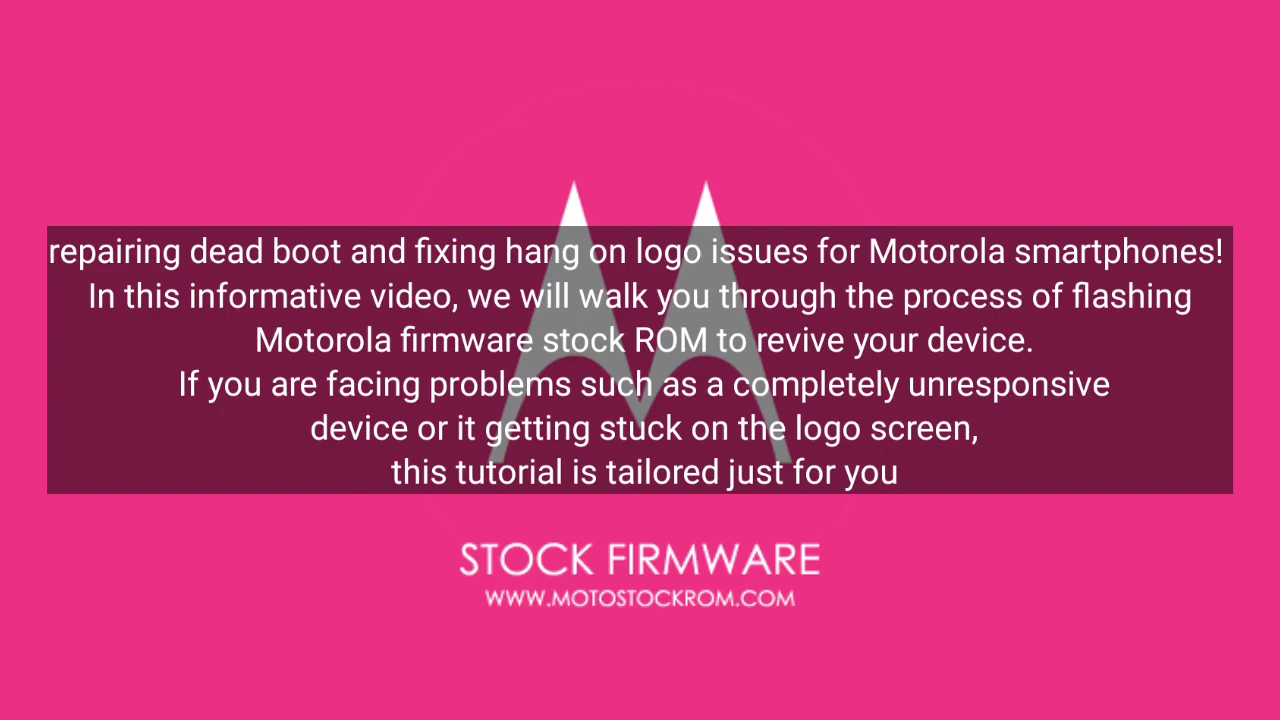 repairing dead boot and fixing hang on logo issues for Motorola smartphones!
In this informative video, we will walk you through the process of flashing
Motorola firmware stock ROM to revive your device.
If you are facing problems such as a completely unresponsive
device or it getting stuck on the logo screen,
this tutorial is tailored just for you
STOCK FIRMWARE
WWW.MOTOSTOCKROM.COM